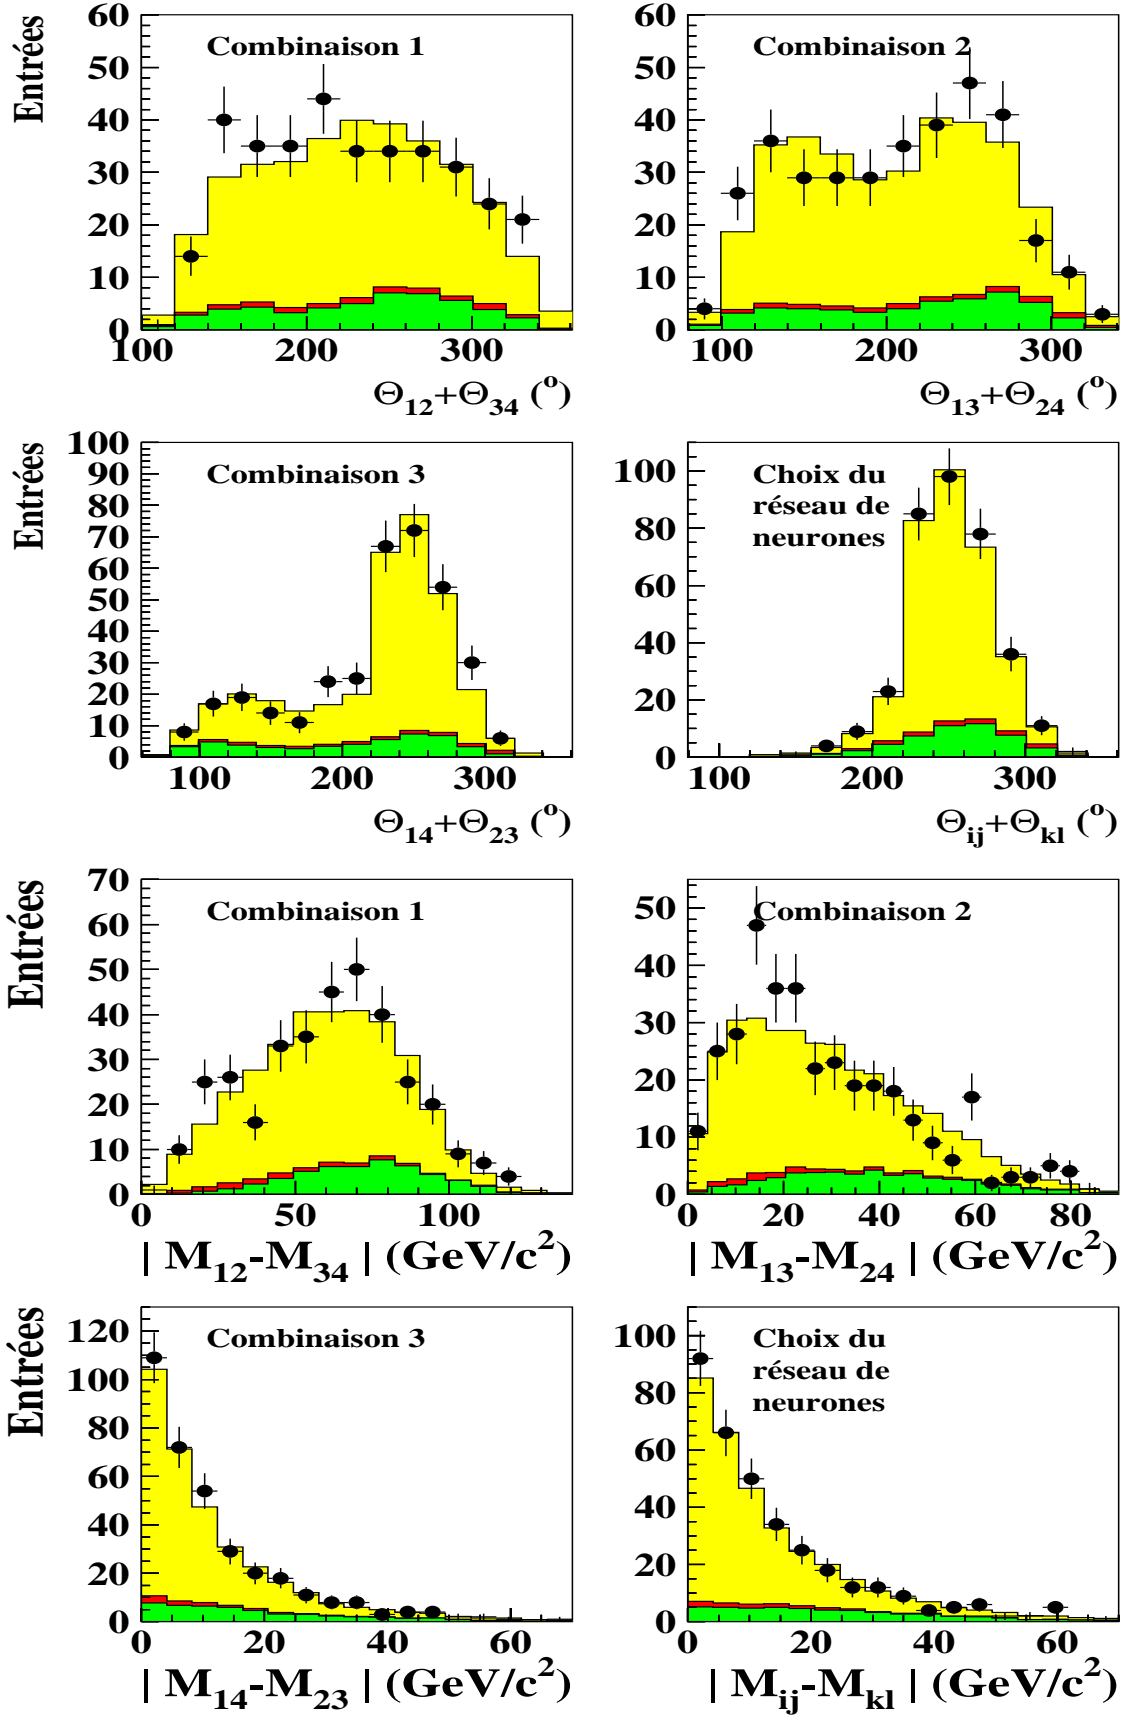 Entrées
60
50
40
30
20
10
0
Combinaison 1
100 200 300
Θ12+Θ34 (o)
60
50
40
30
20
10
0
Combinaison 2
100 200 300
Θ13+Θ24 (o)
Entrées
100
90
80
70
60
50
40
30
20
10
0
Combinaison 3
100 200 300
Θ14+Θ23 (o)
100
80
60
40
20
0
Choix du
réseau de
neurones
100 200 300
Θij+Θkl (o)
Entrées
70
60
50
40
30
20
10
0
Combinaison 1
0 50 100
| M12-M34 | (GeV/c2)
50
40
30
20
10
0
Combinaison 2
0 20 40 60 80
| M13-M24 | (GeV/c2)
Entrées
120
100
80
60
40
20
0
Combinaison 3
0 20 40 60
| M14-M23 | (GeV/c2)
100
80
60
40
20
0
Choix du
réseau de
neurones
0 20 40 60
| Mij-Mkl | (GeV/c2)